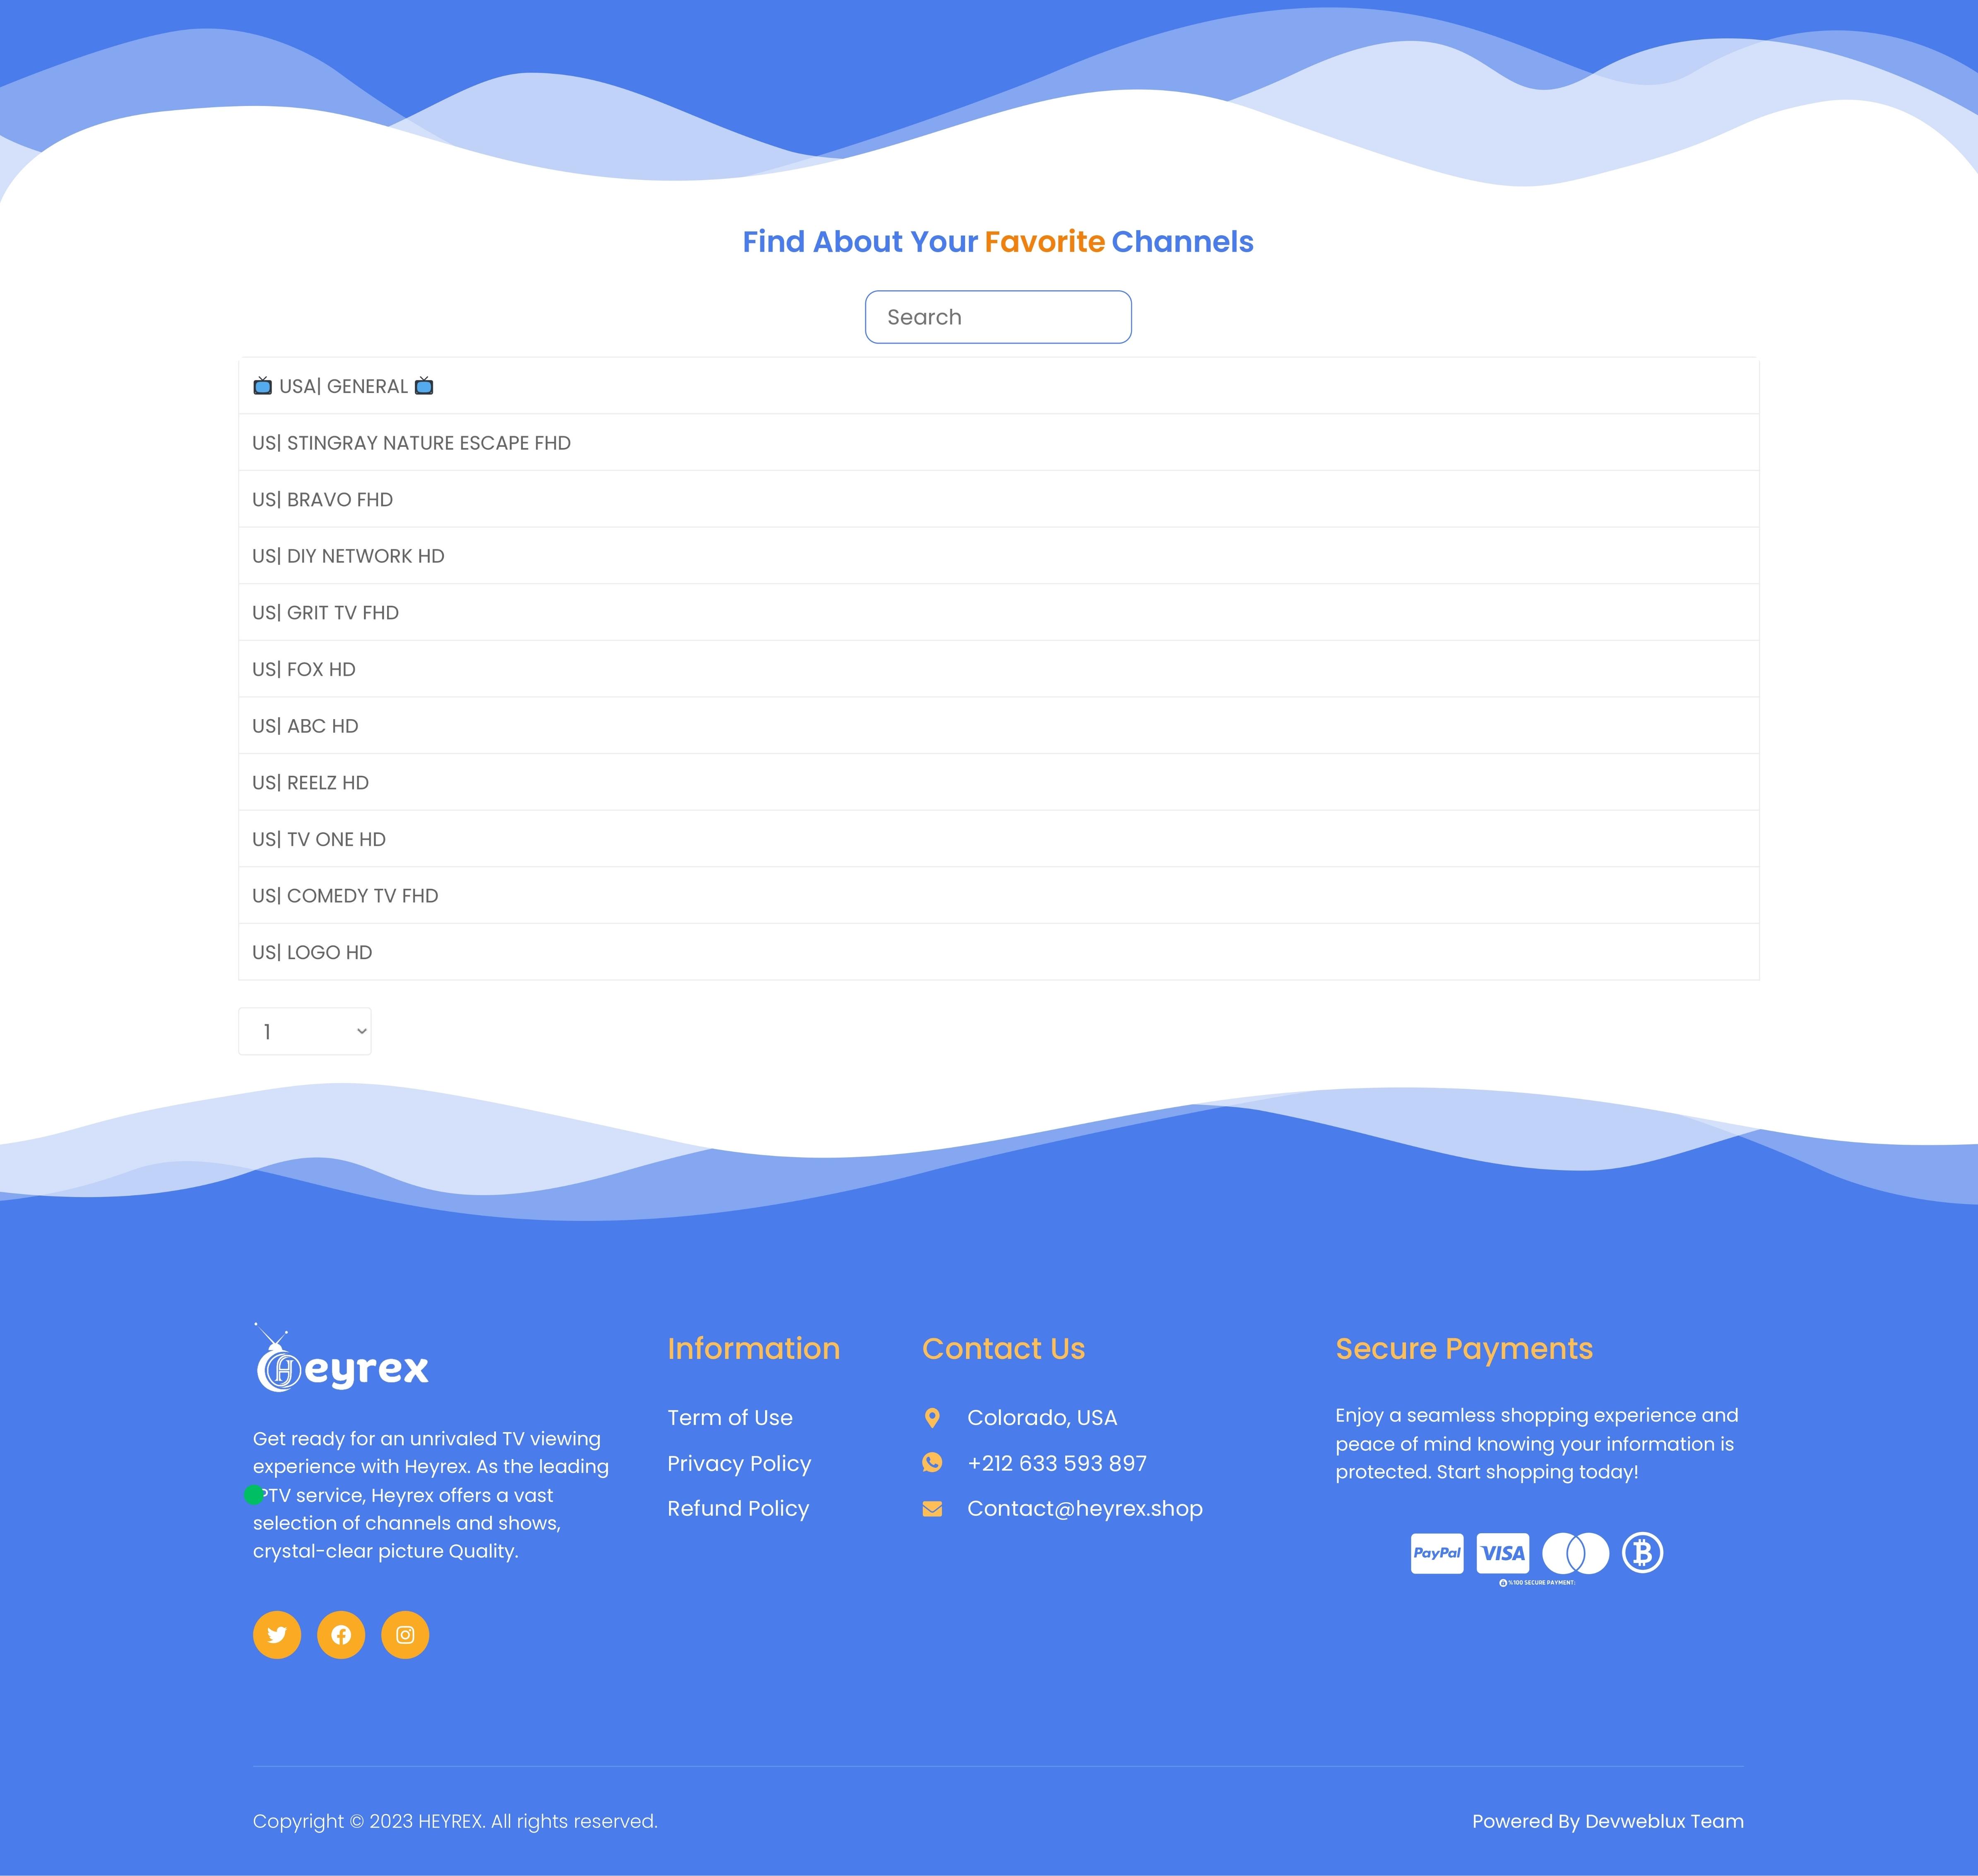 Find About Your Favorite Channels
Search
📺 USA| GENERAL 📺
US| STINGRAY NATURE ESCAPE FHD
US| BRAVO FHD
US| DIY NETWORK HD
US| GRIT TV FHD
US| FOX HD
US| ABC HD
US| REELZ HD
US| TV ONE HD
US| COMEDY TV FHD
US| LOGO HD
1
Heyrex
Get ready for an unrivaled TV viewing
experience with Heyrex. As the leading
PTV service, Heyrex offers a vast
selection of channels and shows,
crystal-clear picture Quality.
Information
Term of Use
Privacy Policy
Refund Policy
Contact Us
Colorado, USA
+212 633 593 897
Contact@heyrex.shop
Secure Payments
Enjoy a seamless shopping experience and
peace of mind knowing your information is
protected. Start shopping today!
PayPal VISA
%100 SECURE PAYMENT:
Copyright © 2023 HEYREX. All rights reserved.
Powered By Devweblux Team